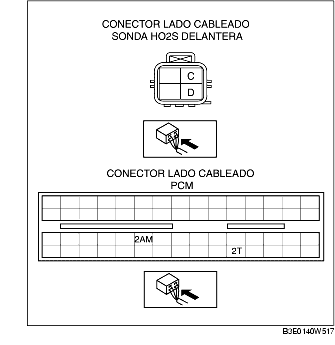 CONECTOR LADO CABLEADO
SONDA HO2S DELANTERA
C
D
CONECTOR LADO CABLEADO
PCM
2AM
2T
B3E0140W517